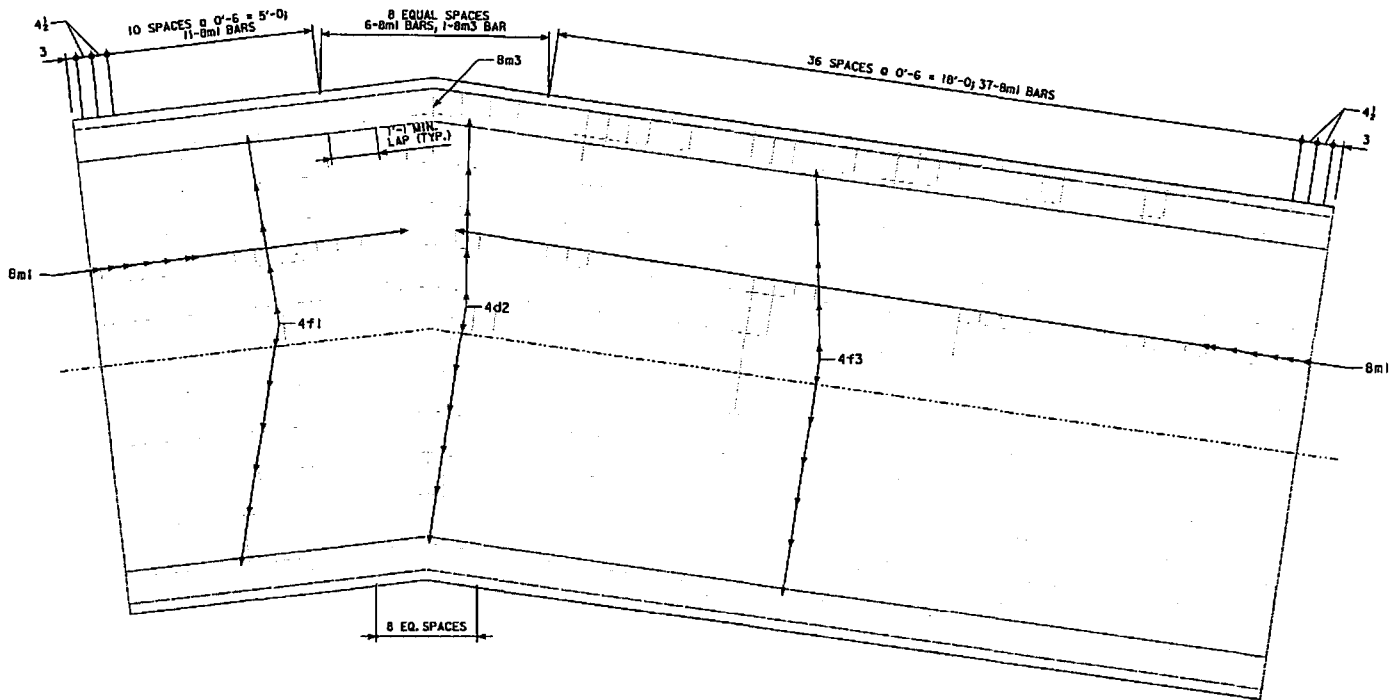 10 SPACES @ 0'-6 = 5'-0;
11-8m1 BARS
8 EQUAL SPACES
6-8m1 BARS, 1-8m3 BAR
36 SPACES @ 0'-6 = 18'-0; 37-8m1 BARS
4½
3
4½
3
8m3
1'-1 MIN.
LAP (TYP.)
8m1
4f1
4d2
4f3
8m1
8 EQ. SPACES